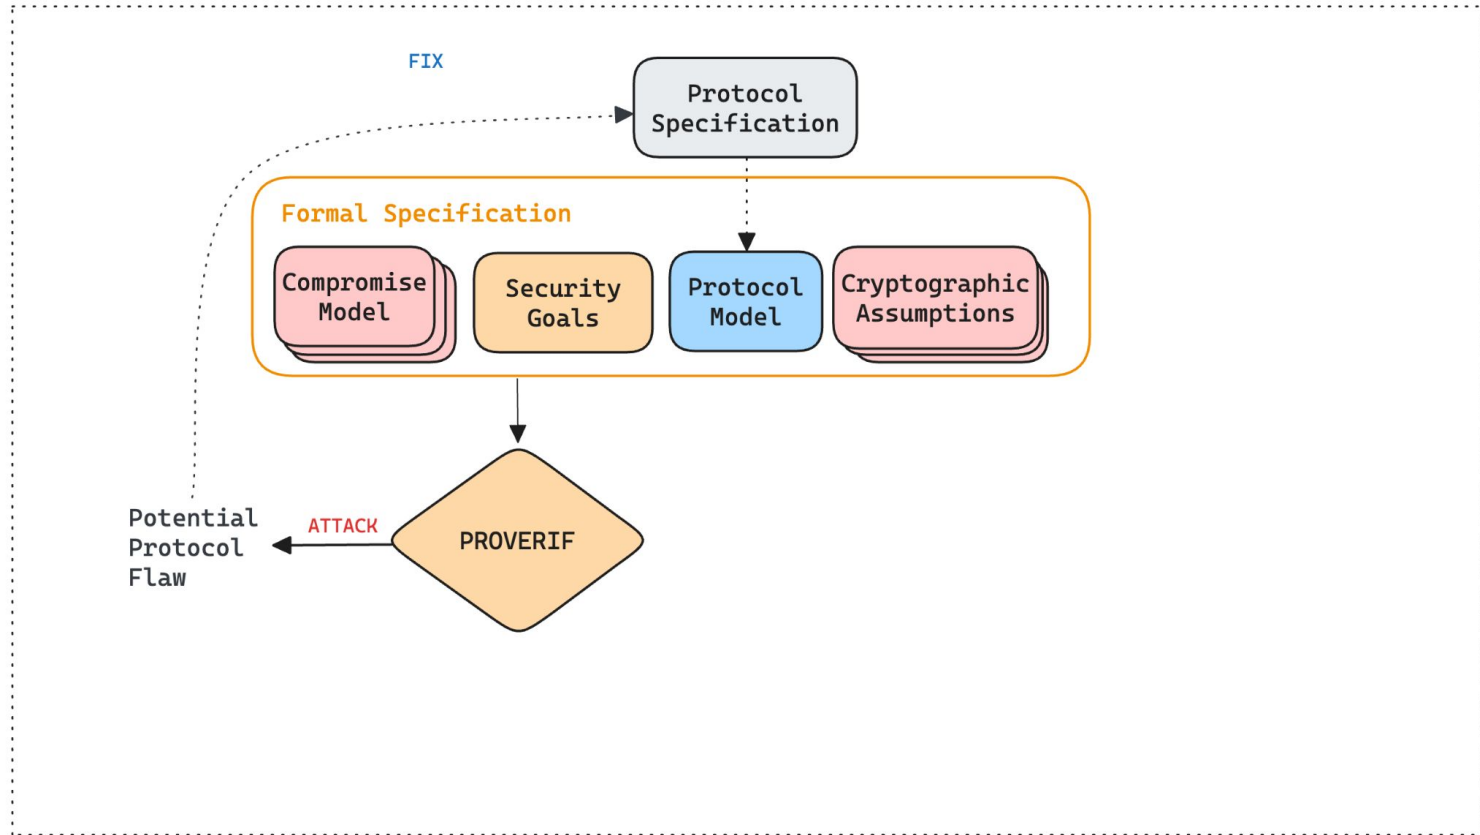 FIX
Protocol
Specification
Formal Specification
Compromise
Model
Security
Goals
Protocol
Model
Cryptographic
Assumptions
Potential
Protocol
Flaw
ATTACK
PROVERIF